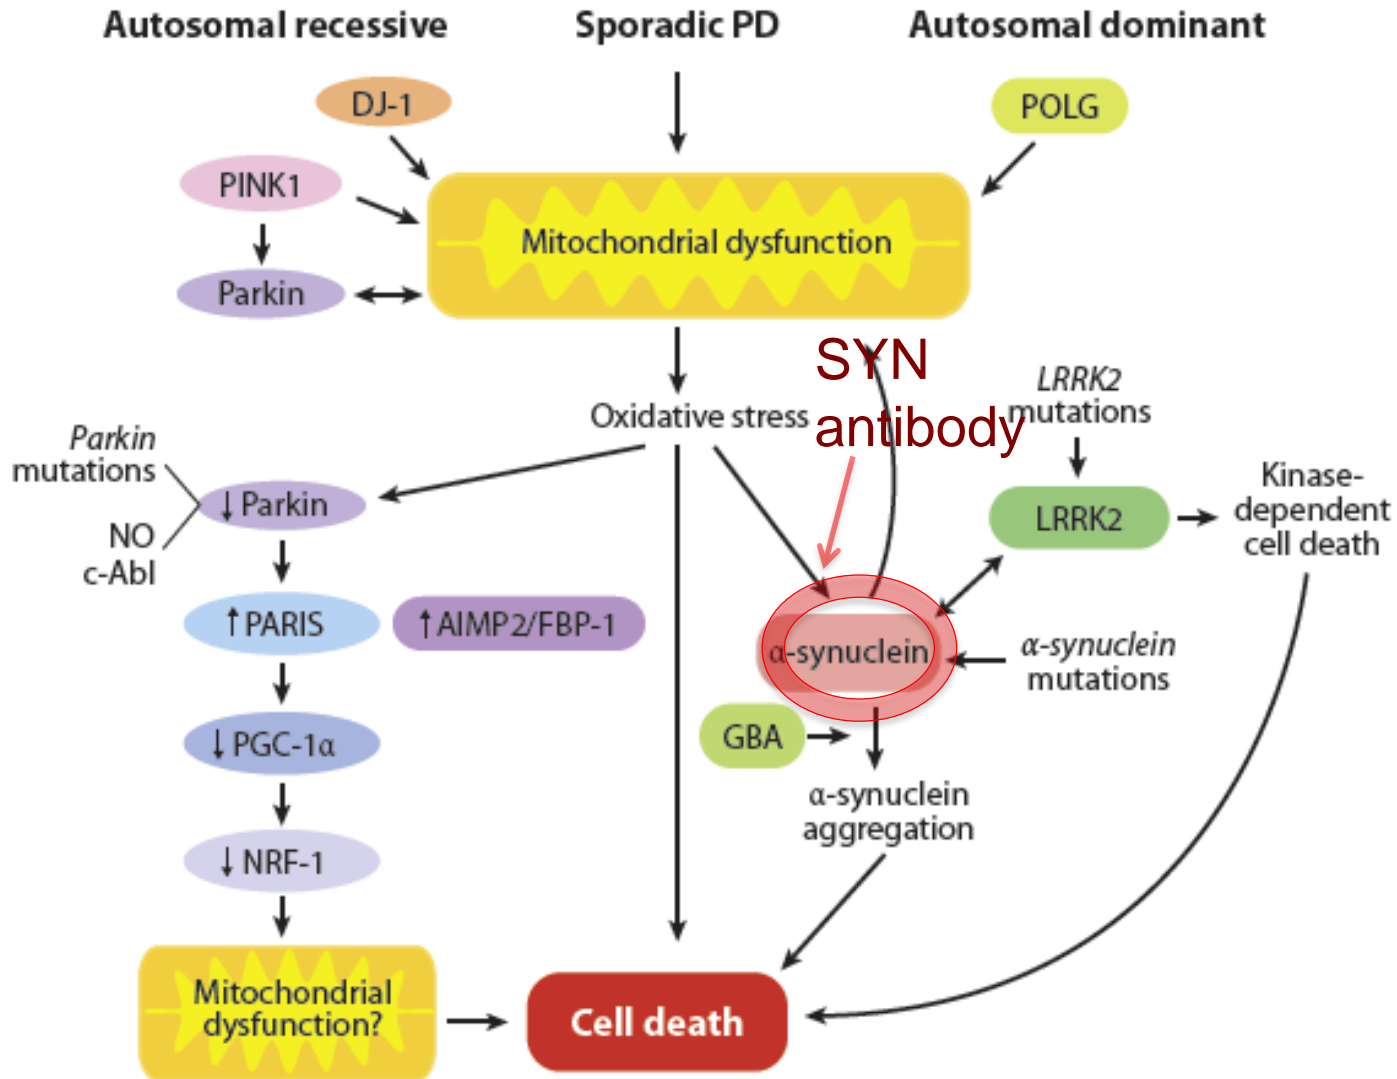 Autosomal recessive
Sporadic PD
Autosomal dominant
DJ-1
POLG
PINK1
Mitochondrial dysfunction
Parkin
SYN
antibody
LRRK2
mutations
Oxidative stress
Parkin
mutations
NO
c-Abl
↓ Parkin
LRRK2
Kinase-
dependent
cell death
↑ PARIS
↑ AIMP2/FBP-1
α-synuclein
α-synuclein
mutations
↓ PGC-1α
GBA
α-synuclein
aggregation
↓ NRF-1
Mitochondrial
dysfunction?
Cell death